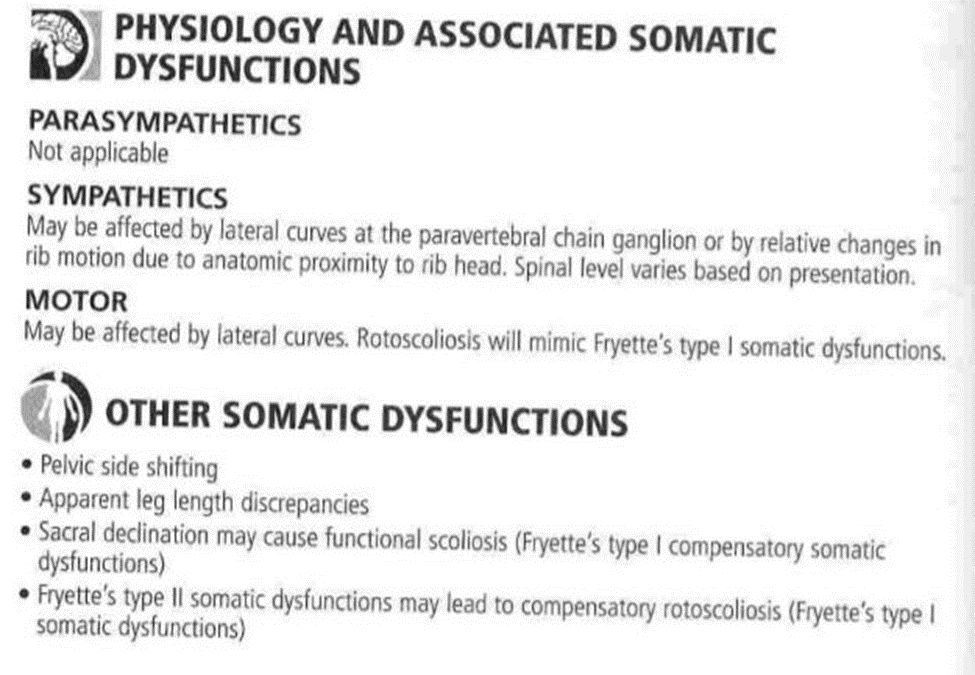 PHYSIOLOGY AND ASSOCIATED SOMATIC
DYSFUNCTIONS
PARASYMPATHETICS
Not applicable
SYMPATHETICS
May be affected by lateral curves at the paravertebral chain ganglion or by relative changes in
rib motion due to anatomic proximity to rib head. Spinal level varies based on presentation.
MOTOR
May be affected by lateral curves. Rotoscoliosis will mimic Fryette's type I somatic dysfunctions.
OTHER SOMATIC DYSFUNCTIONS
• Pelvic side shifting
• Apparent leg length discrepancies
• Sacral declination may cause functional scoliosis (Fryette's type I compensatory somatic
dysfunctions)
• Fryette's type II somatic dysfunctions may lead to compensatory rotoscoliosis (Fryette's type I
somatic dysfunctions)